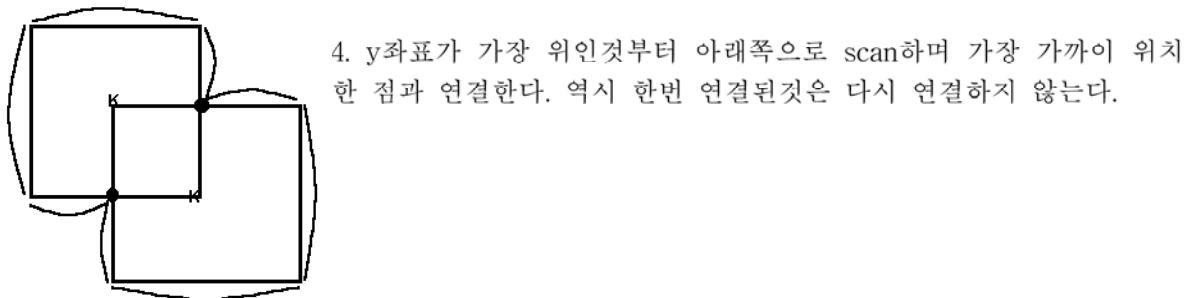 4. y좌표가 가장 위인것부터 아래쪽으로 scan하며 가장 가까이 위치
한 점과 연결한다. 역시 한번 연결된것은 다시 연결하지 않는다.
K
K